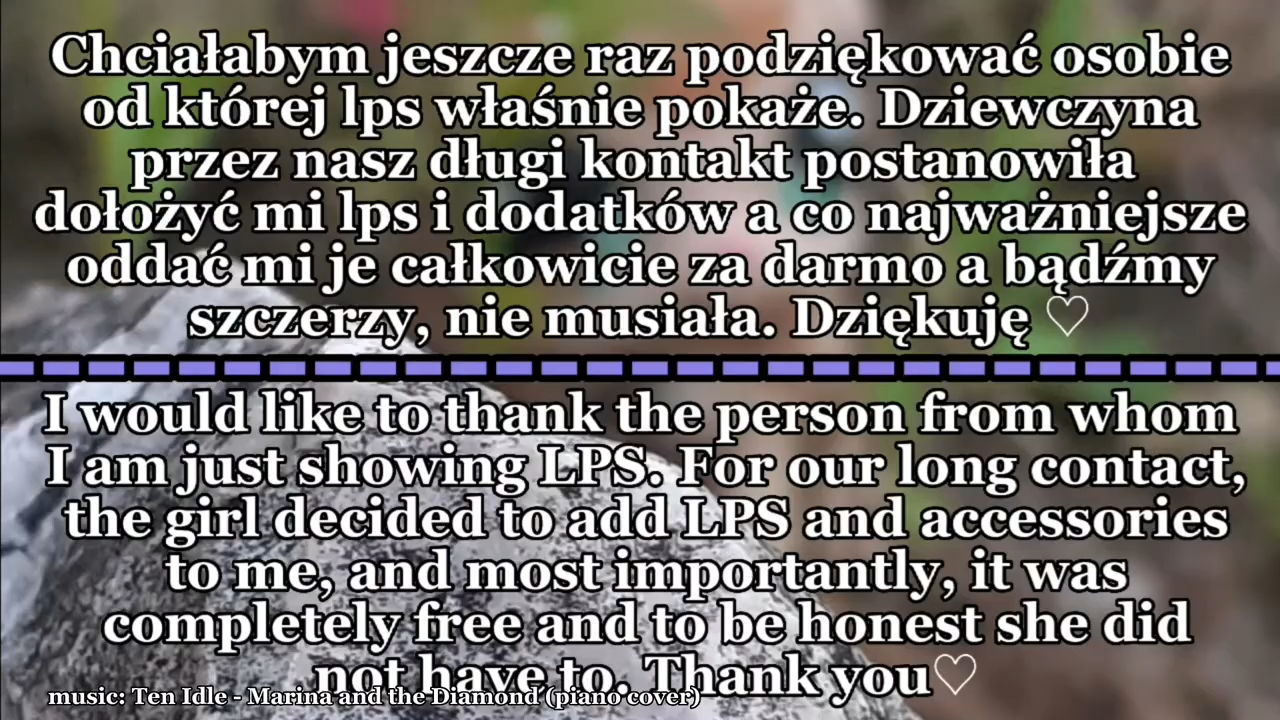 Chciałabym jeszcze raz podziękować osobie
od której lps właśnie pokaże. Dziewczyna
przez nasz długi kontakt postanowiła
dołożyć mi lps i dodatków a co najważniejsze
oddać mi je całkowicie za darmo a bądźmy
szczerzy, nie musiała. Dziękuję ♡
I would like to thank the person from whom
I am just showing LPS. For our long contact,
the girl decided to add LPS and accessories
to me, and most importantly, it was
completely free and to be honest she did
not have to. Thank you♡
music: Ten Idle - Marina and the Diamond (piano cover)